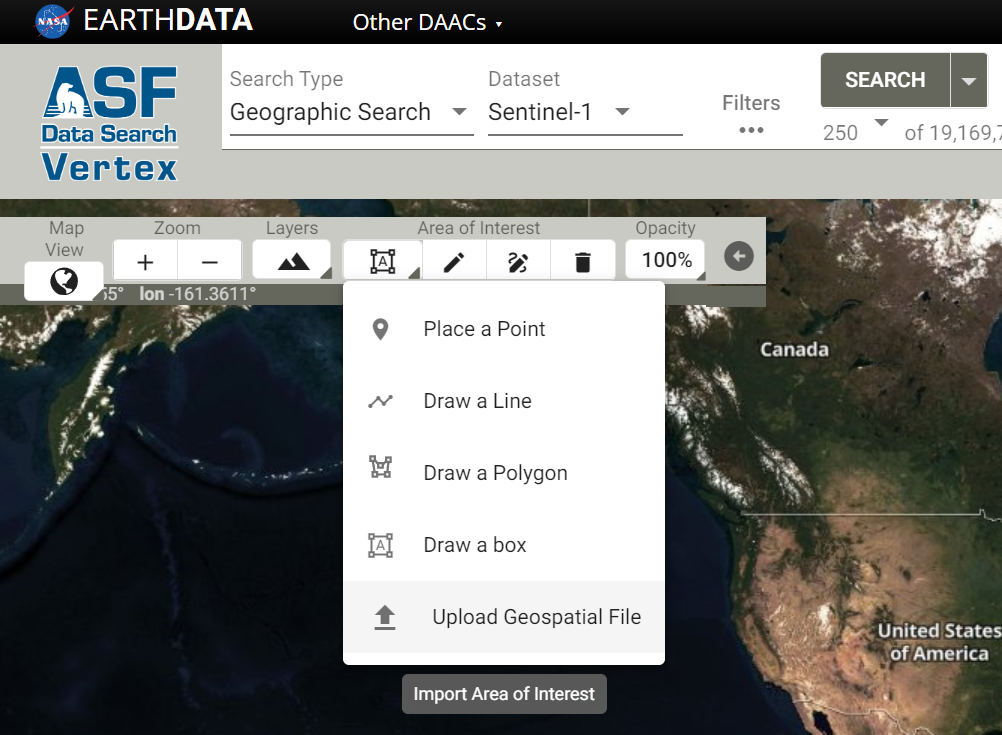 NASA EARTHDATA Other DAACs
ASF
Data Search
Vertex
Search Type
Geographic Search
Dataset
Sentinel-1
Filters
SEARCH
250 of 19,169,7
Map
View
Zoom
Layers
Area of Interest
Opacity
+ − A 100%
55° lon -161.3611°
Place a Point
Draw a Line
Draw a Polygon
A Draw a box
Upload Geospatial File
Import Area of Interest
Canada
United States
of America